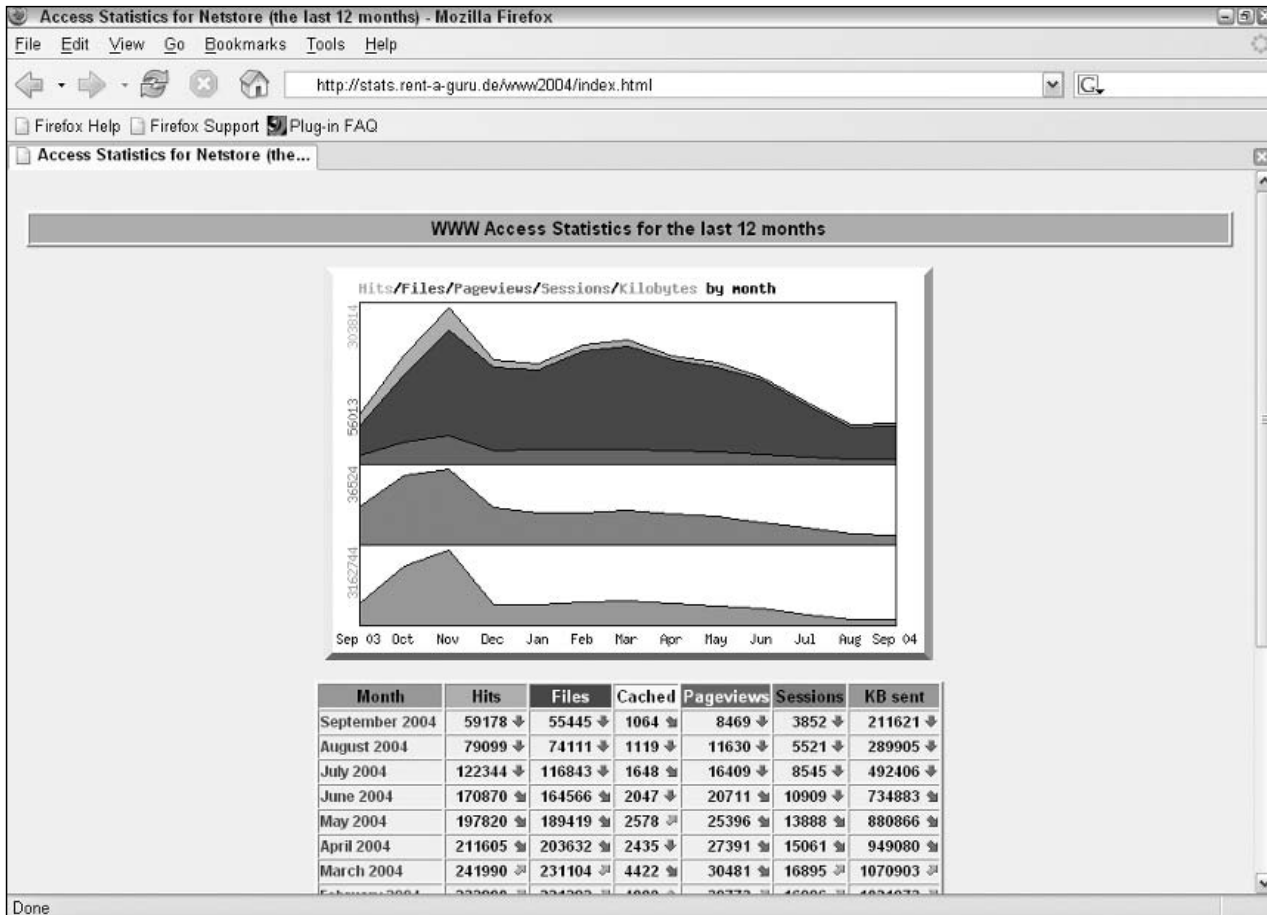 Access Statistics for Netstore (the last 12 months) - Mozilla Firefox
File Edit View Go Bookmarks Tools Help
http://stats.rent-a-guru.de/www2004/index.html G
Firefox Help Firefox Support Plug-in FAQ
Access Statistics for Netstore (the...
WWW Access Statistics for the last 12 months
Hits/Files/Pageviews/Sessions/Kilobytes by month
303814
56013
36524
3162744
Sep 03 Oct Nov Dec Jan Feb Mar Apr May Jun Jul Aug Sep 04
Month Hits Files Cached Pageviews Sessions KB sent
September 2004 59178 55445 1064 8469 3852 211621
August 2004 79099 74111 1119 11630 5521 289905
July 2004 122344 116843 1648 16409 8545 492406
June 2004 170870 164566 2047 20711 10909 734883
May 2004 197820 189419 2578 25396 13888 880866
April 2004 211605 203632 2435 27391 15061 949080
March 2004 241990 231104 4422 30481 16895 1070903
February 2004
Done